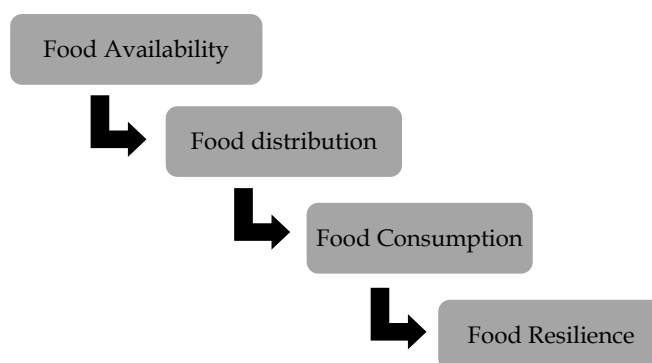 Food Availability
Food distribution
Food Consumption
Food Resilience